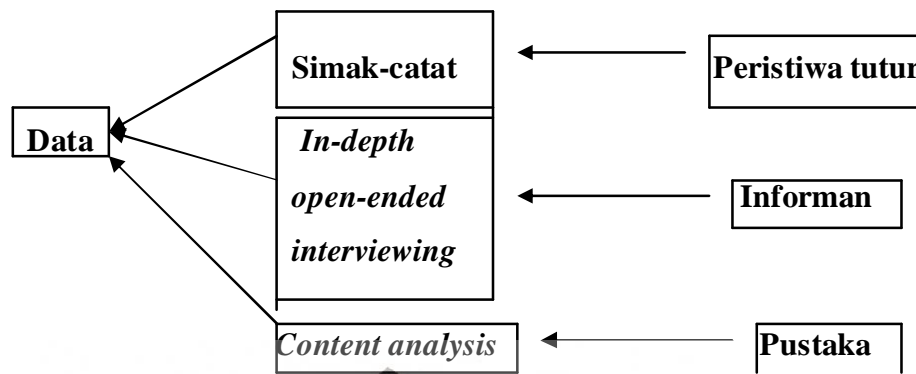 Simak-catat
Peristiwa tutur
Data
In-depth
open-ended
interviewing
Informan
Content analysis
Pustaka